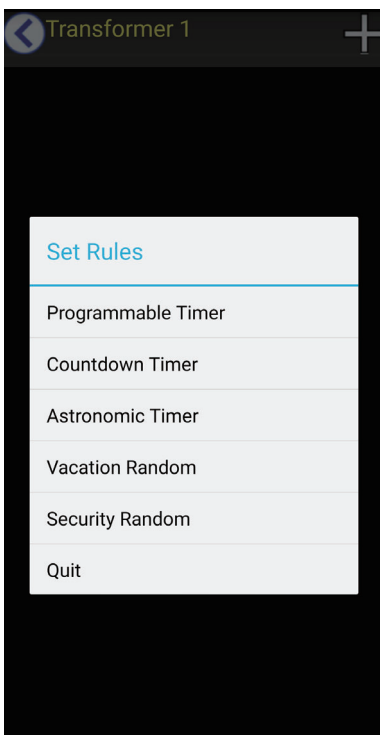 Transformer 1
Set Rules
Programmable Timer
Countdown Timer
Astronomic Timer
Vacation Random
Security Random
Quit